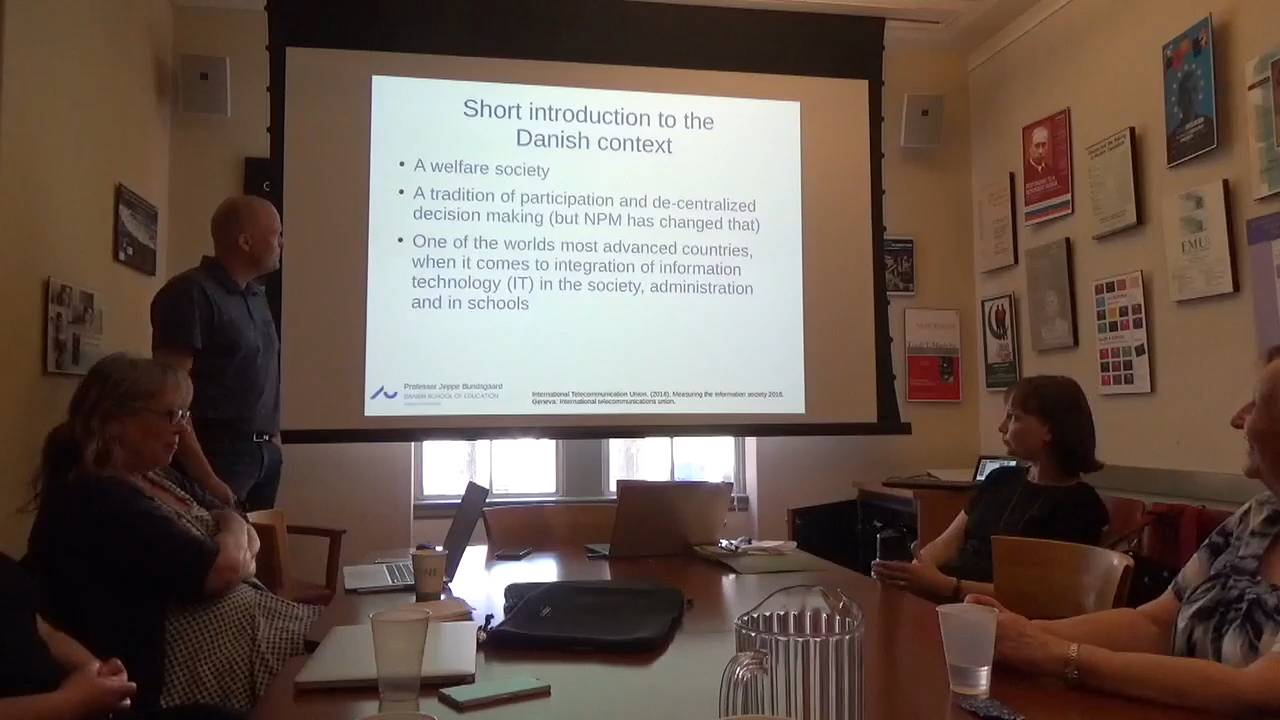 Short introduction to the
Danish context
• A welfare society
• A tradition of participation and de-centralized
decision making (but NPM has changed that)
• One of the worlds most advanced countries,
when it comes to integration of information
technology (IT) in the society, administration
and in schools
Professor Jeppe Bundsgaard
DANISH SCHOOL OF EDUCATION
International Telecommunication Union. (2016). Measuring the information society 2016.
Geneva: International telecommunications union.
EMU